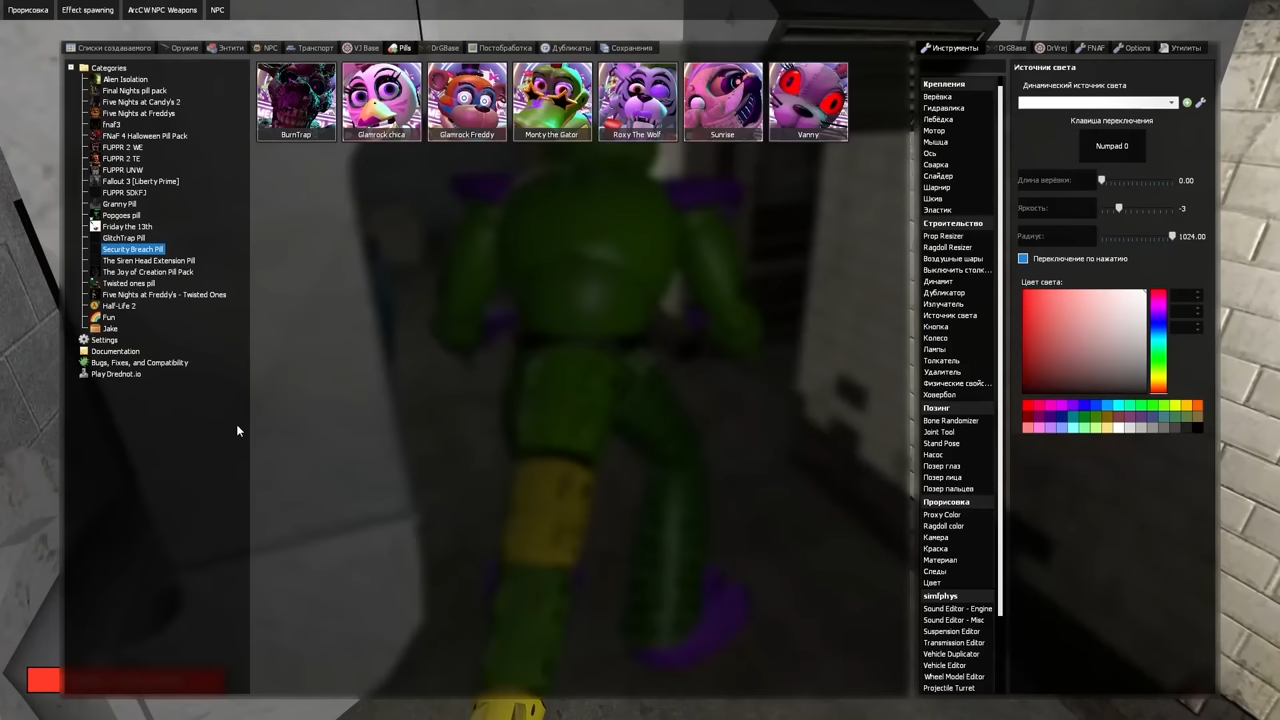 Прорисовка Effect spawning ArcCW NPC Weapons NPC
Списки создаваемого Оружие Энтити NPC Транспорт VJ Base Pills DrGBase Постобработка Дубликаты Сохранения
Categories
Alien Isolation
Final Nights pill pack
Five Nights at Candy's 2
Five Nights at Freddys
fnaf3
FNaF 4 Halloween Pill Pack
FUPPR 2 WE
FUPPR 2 TE
FUPPR UNW
Fallout 3 [Liberty Prime]
FUPPR SDKFJ
Granny Pill
Popgoes pill
Friday the 13th
GlitchTrap Pill
Security Breach Pill
The Siren Head Extension Pill
The Joy of Creation Pill Pack
Twisted ones pill
Five Nights at Freddy's - Twisted Ones
Half-Life 2
Fun
Jake
Settings
Documentation
Bugs, Fixes, and Compatibility
Play Drednot.io
BurnTrap
Glamrock chica
Glamrock Freddy
Monty the Gator
Roxy The Wolf
Sunrise
Vanny
Инструменты DrGBase DrVrej FNAF Options Утилиты
Крепления
Верёвка
Гидравлика
Лебёдка
Мотор
Мышца
Ось
Сварка
Слайдер
Шарнир
Шкив
Эластик
Строительство
Prop Resizer
Ragdoll Resizer
Воздушные шары
Выключить столк...
Динамит
Дубликатор
Излучатель
Источник света
Кнопка
Колесо
Лампы
Толкатель
Удалитель
Физические свойс...
Ховербол
Позинг
Bone Randomizer
Joint Tool
Stand Pose
Насос
Позер глаз
Позер лица
Позер пальцев
Прорисовка
Proxy Color
Ragdoll color
Камера
Краска
Материал
Следы
Цвет
simfphys
Sound Editor - Engine
Sound Editor - Misc
Suspension Editor
Transmission Editor
Vehicle Duplicator
Vehicle Editor
Wheel Model Editor
Projectile Turret
Источник света
Динамический источник света
Клавиша переключения
Numpad 0
Длина верёвки: 0.00
Яркость: -3
Радиус: 1024.00
Переключение по нажатию
Цвет света: